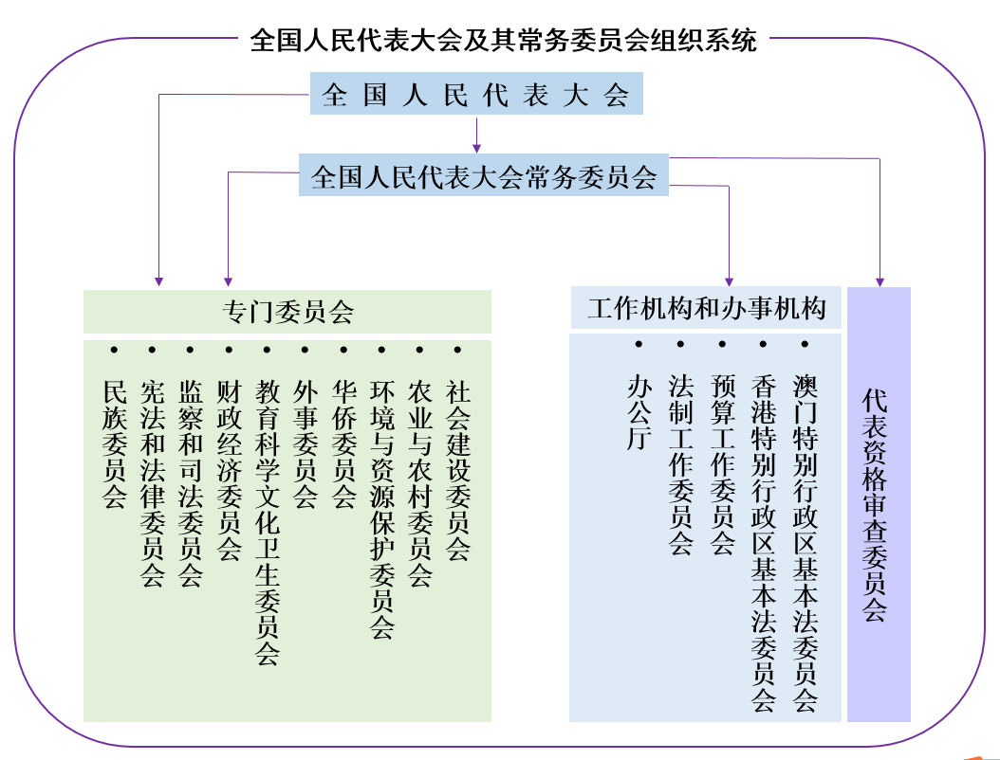 全国人民代表大会及其常务委员会组织系统
全国人民代表大会
全国人民代表大会常务委员会
专门委员会
• 民族委员会
• 宪法和法律委员会
• 监察和司法委员会
• 财政经济委员会
• 教育科学文化卫生委员会
• 外事委员会
• 华侨委员会
• 环境与资源保护委员会
• 农业与农村委员会
• 社会建设委员会
工作机构和办事机构
• 办公厅
• 法制工作委员会
• 预算工作委员会
• 香港特别行政区基本法委员会
• 澳门特别行政区基本法委员会
代表资格审查委员会